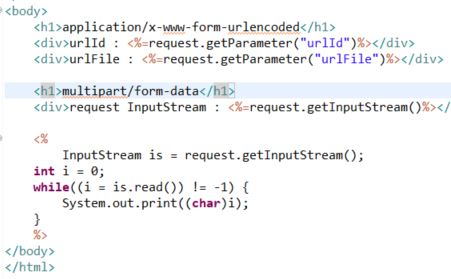 <body>
<h1>application/x-www-form-urlencoded</h1>
<div>urlId : <%=request.getParameter("urlId")%></div>
<div>urlFile : <%=request.getParameter("urlFile")%></div>
<h1>multipart/form-data</h1>
<div>request InputStream : <%=request.getInputStream()%></
<%
InputStream is = request.getInputStream();
int i = 0;
while((i = is.read()) != -1) {
System.out.print((char)i);
}
%>
</body>
</html>